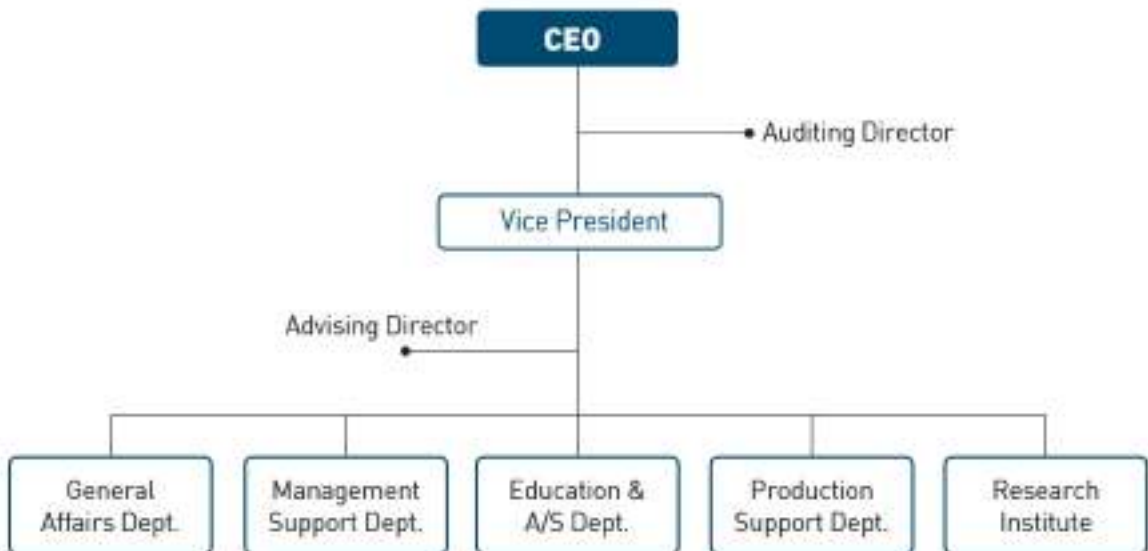 CEO
Auditing Director
Vice President
Advising Director
General
Affairs Dept.
Management
Support Dept.
Education &
A/S Dept.
Production
Support Dept.
Research
Institute